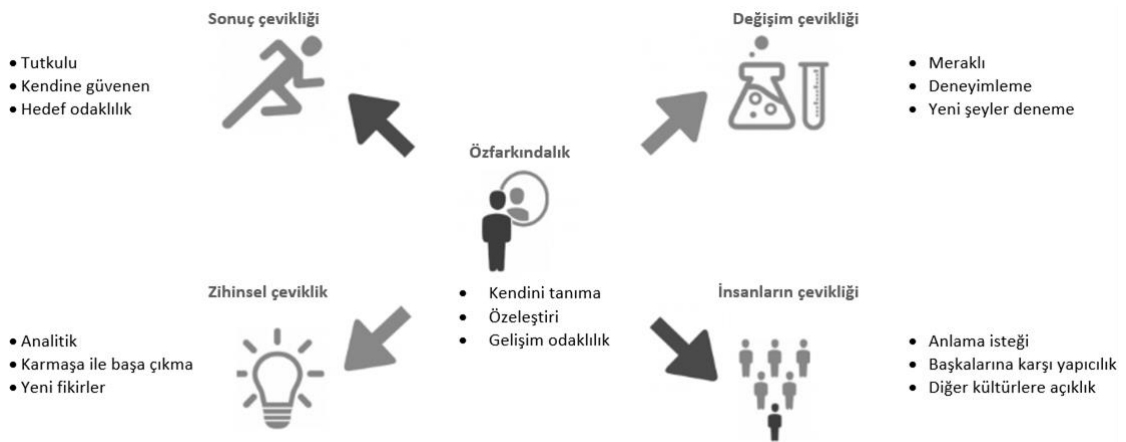 Sonuç çevikliği
• Tutkulu
• Kendine güvenen
• Hedef odaklılık
Değişim çevikliği
• Meraklı
• Deneyimleme
• Yeni şeyler deneme
Özfarkındalık
• Kendini tanıma
• Özeleştiri
• Gelişim odaklılık
Zihinsel çeviklik
• Analitik
• Karmaşa ile başa çıkma
• Yeni fikirler
İnsanların çevikliği
• Anlama isteği
• Başkalarına karşı yapıcılık
• Diğer kültürlere açıklık